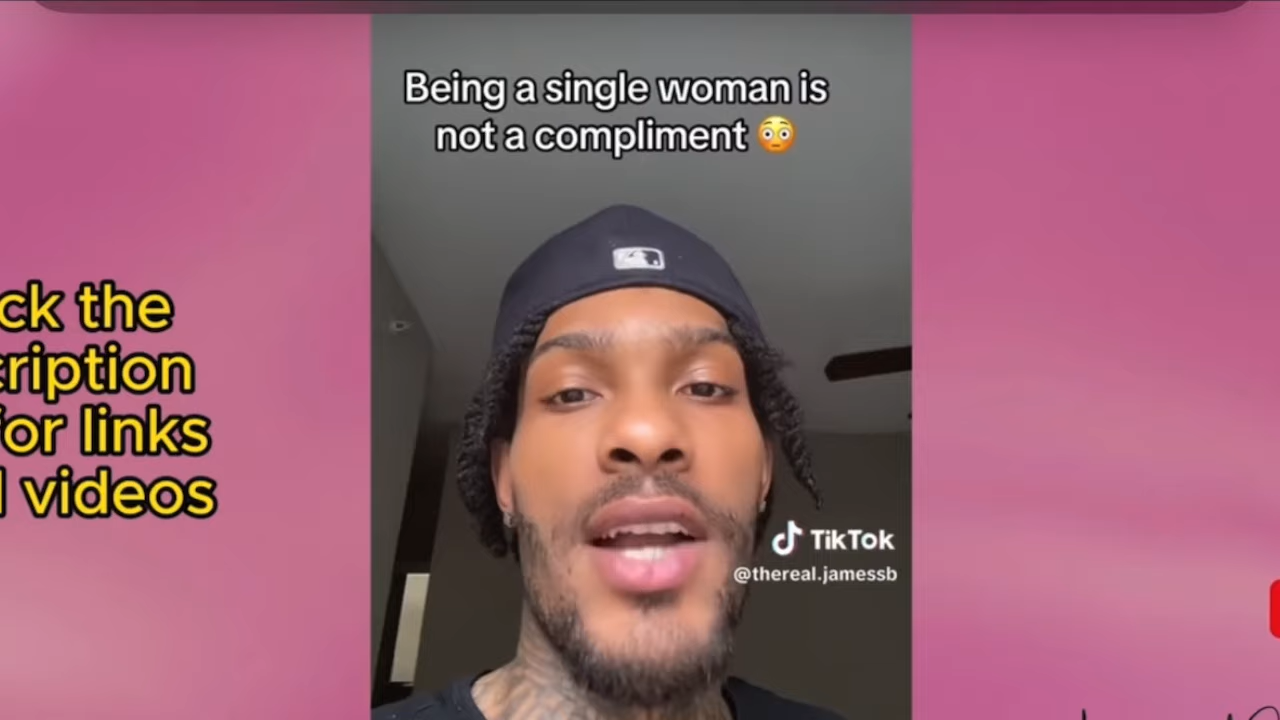 Being a single woman is
not a compliment 😳
ck the
cription
for links
videos
TikTok
@thereal.jamessb